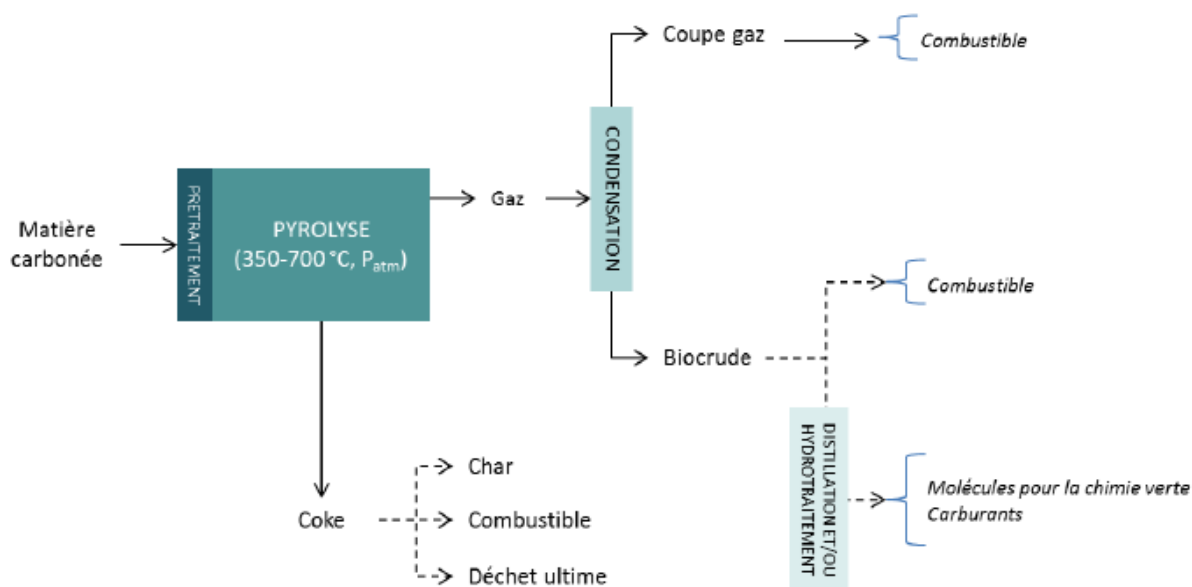 Coupe gaz
Combustible
CONDENSATION
PRETRAITEMENT
PYROLYSE
(350-700 °C, Patm)
Gaz
Matière
carbonée
Combustible
Biocrude
DISTILLATION ET/OU
HYDROTRAITEMENT
Char
Coke
Combustible
Déchet ultime
Molécules pour la chimie verte
Carburants